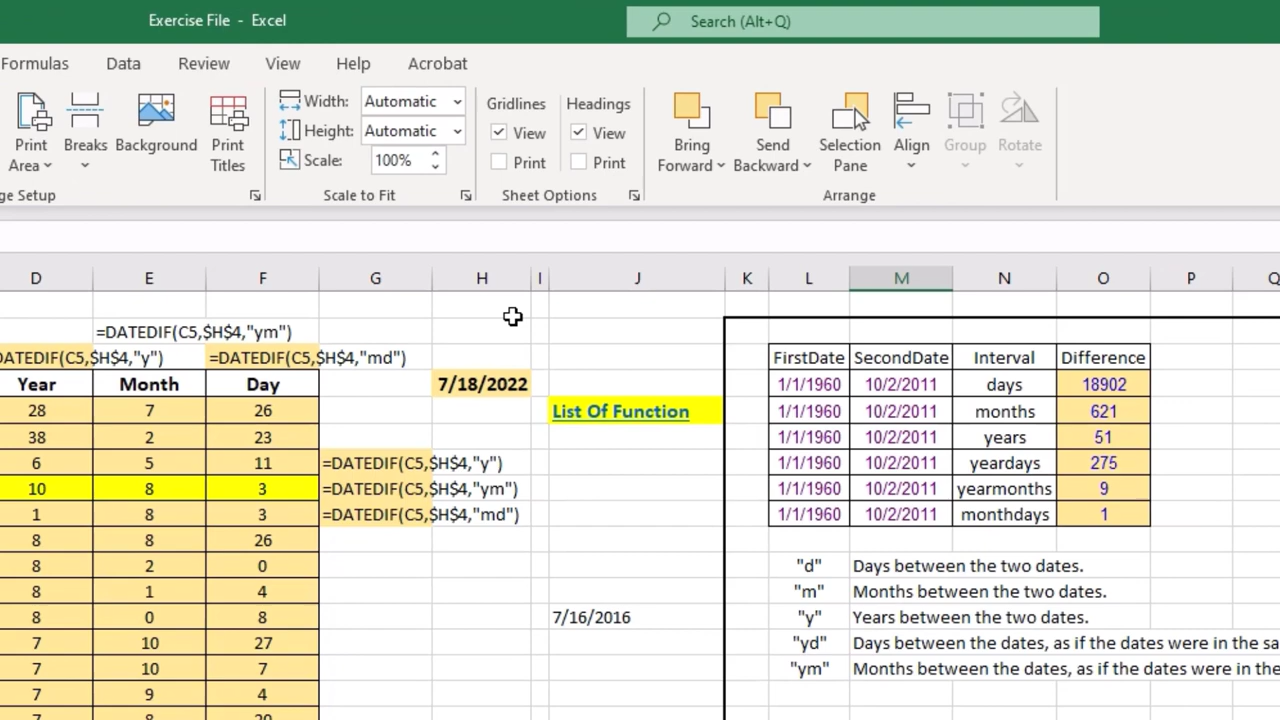 Exercise File - Excel
Search (Alt+Q)
Formulas Data Review View Help Acrobat
Print Area
Breaks
Background
Print Titles
Width: Automatic
Height: Automatic
Scale: 100%
Gridlines
View
Print
Headings
View
Print
Bring Forward
Send Backward
Selection Pane
Align
Group
Rotate
ge Setup
Scale to Fit
Sheet Options
Arrange
D E F G H I J K L M N O P Q
=DATEDIF(C5,$H$4,"ym")
DATEDIF(C5,$H$4,"y") =DATEDIF(C5,$H$4,"md") FirstDate SecondDate Interval Difference
Year Month Day 7/18/2022 1/1/1960 10/2/2011 days 18902
28 7 26 List Of Function 1/1/1960 10/2/2011 months 621
38 2 23 1/1/1960 10/2/2011 years 51
6 5 11 =DATEDIF(C5,$H$4,"y") 1/1/1960 10/2/2011 yeardays 275
10 8 3 =DATEDIF(C5,$H$4,"ym") 1/1/1960 10/2/2011 yearmonths 9
1 8 3 =DATEDIF(C5,$H$4,"md") 1/1/1960 10/2/2011 monthdays 1
8 8 26
8 2 0 "d" Days between the two dates.
8 1 4 "m" Months between the two dates.
8 0 8 7/16/2016 "y" Years between the two dates.
7 10 27 "yd" Days between the dates, as if the dates were in the sa
7 10 7 "ym" Months between the dates, as if the dates were in the
7 9 4
7 8